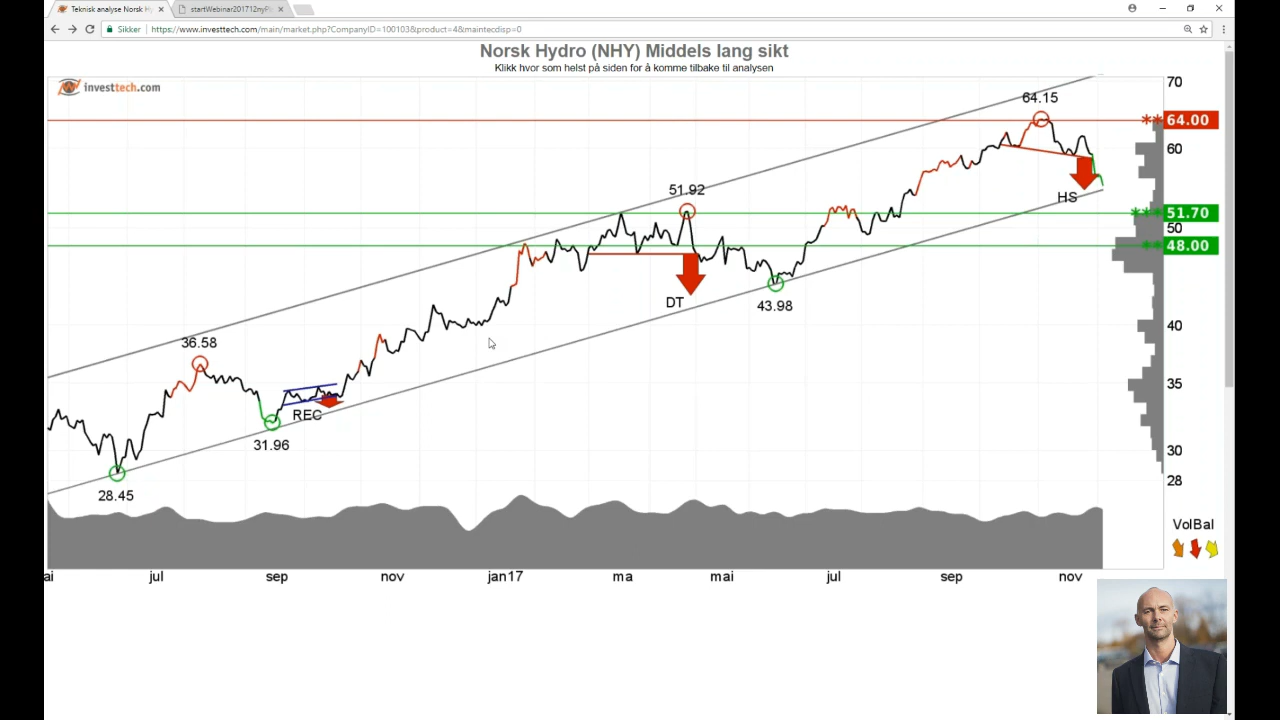 Teknisk analyse Norsk Hy
startWebinar201712nyPl
Sikker
https://www.investtech.com/main/market.php?CompanyID=100103&product=4&maintecdisp=0
Norsk Hydro (NHY) Middels lang sikt
Klikk hvor som helst på siden for å komme tilbake til analysen
investtech.com
70
64.15
** 64.00
60
HS
51.92
*** 51.70
50
** 48.00
DT
43.98
40
36.58
35
REC
31.96
30
28
28.45
VolBal
ai jul sep nov jan17 ma mai jul sep nov